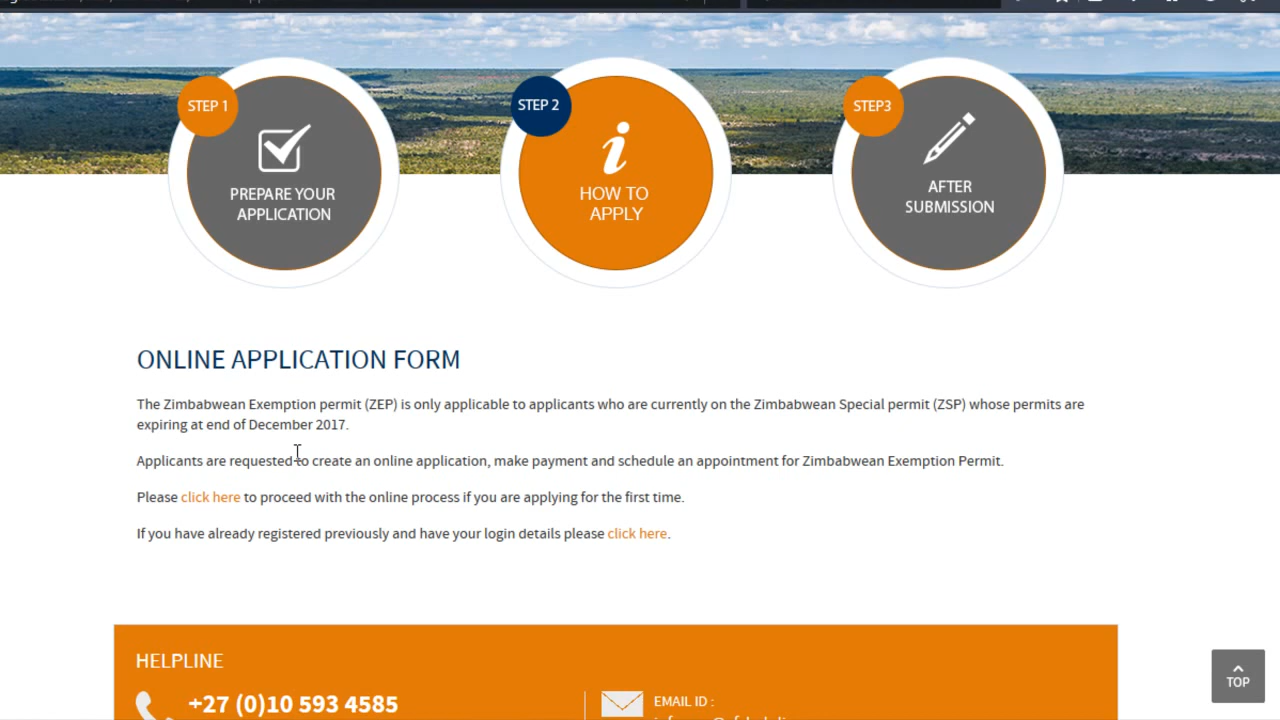 STEP 1
PREPARE YOUR
APPLICATION
STEP 2
HOW TO
APPLY
STEP3
AFTER
SUBMISSION
ONLINE APPLICATION FORM
The Zimbabwean Exemption permit (ZEP) is only applicable to applicants who are currently on the Zimbabwean Special permit (ZSP) whose permits are
expiring at end of December 2017.
Applicants are requested to create an online application, make payment and schedule an appointment for Zimbabwean Exemption Permit.
Please click here to proceed with the online process if you are applying for the first time.
If you have already registered previously and have your login details please click here.
HELPLINE
+27 (0)10 593 4585
EMAIL ID :
TOP